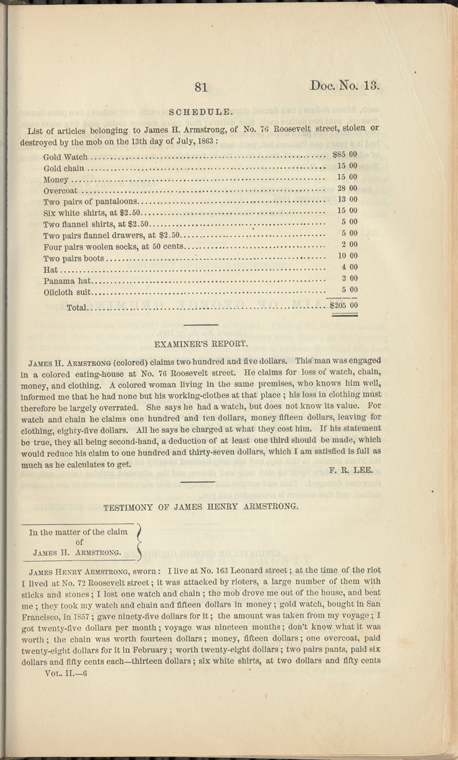 81 Doc. No. 13.
SCHEDULE.
List of articles belonging to James H. Armstrong, of No. 76 Roosevelt street, stolen or
destroyed by the mob on the 13th day of July, 1863 :
Gold Watch ........ $85 00
Gold chain ........ 15 00
Money ........ 15 00
Overcoat ........ 28 00
Two pairs of pantaloons ........ 13 00
Six white shirts, at $2.50 ........ 15 00
Two flannel shirts, at $2.50 ........ 5 00
Two pairs flannel drawers, at $2.50 ........ 5 00
Four pairs woolen socks, at 50 cents ........ 2 00
Two pairs boots ........ 10 00
Hat ........ 4 00
Panama hat ........ 3 00
Oilcloth suit ........ 5 00
Total ........ $205 00
EXAMINER'S REPORT.
JAMES H. ARMSTRONG (colored) claims two hundred and five dollars. This man was engaged
in a colored eating-house at No. 76 Roosevelt street. He claims for loss of watch, chain,
money, and clothing. A colored woman living in the same premises, who knows him well,
informed me that he had none but his working-clothes at that place ; his loss in clothing must
therefore be largely overrated. She says he had a watch, but does not know its value. For
watch and chain he claims one hundred and ten dollars, money fifteen dollars, leaving for
clothing, eighty-five dollars. All he says he charged at what they cost him. If his statement
be true, they all being second-hand, a deduction of at least one third should be made, which
would reduce his claim to one hundred and thirty-seven dollars, which I am satisfied is full as
much as he calculates to get.
F. R. LEE.
TESTIMONY OF JAMES HENRY ARMSTRONG.
In the matter of the claim
of
JAMES H. ARMSTRONG.
JAMES HENRY ARMSTRONG, sworn : I live at No. 163 Leonard street ; at the time of the riot
I lived at No. 72 Roosevelt street ; it was attacked by rioters, a large number of them with
sticks and stones ; I lost one watch and chain ; the mob drove me out of the house, and beat
me ; they took my watch and chain and fifteen dollars in money ; gold watch, bought in San
Francisco, in 1857 ; gave ninety-five dollars for it ; the amount was taken from my voyage ; I
got twenty-five dollars per month ; voyage was nineteen months ; don't know what it was
worth ; the chain was worth fourteen dollars ; money, fifteen dollars ; one overcoat, paid
twenty-eight dollars for it in February ; worth twenty-eight dollars ; two pairs pants, paid six
dollars and fifty cents each—thirteen dollars ; six white shirts, at two dollars and fifty cents
VOL. II.—6